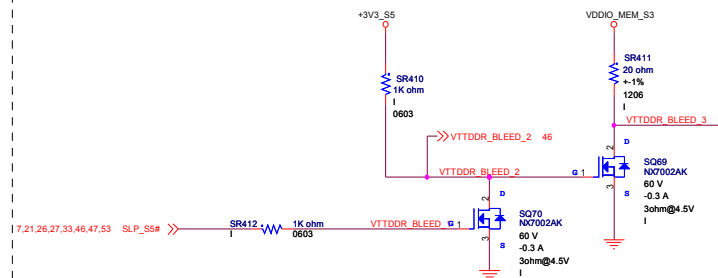 +3V3_S5
VDDIO_MEM_S3
SR410
1K ohm
I
0603
SR411
20 ohm
+-1%
1206
I
VTTDDR_BLEED_2 46
VTTDDR_BLEED_3
VTTDDR_BLEED_2
G 1
2
D
3
S
SQ69
NX7002AK
60 V
-0.3 A
3ohm@4.5V
I
7,21,26,27,33,46,47,53 SLP_S5#
SR412
I
1K ohm
0603
VTTDDR_BLEED
G 1
2
D
3
S
SQ70
NX7002AK
60 V
-0.3 A
3ohm@4.5V
I